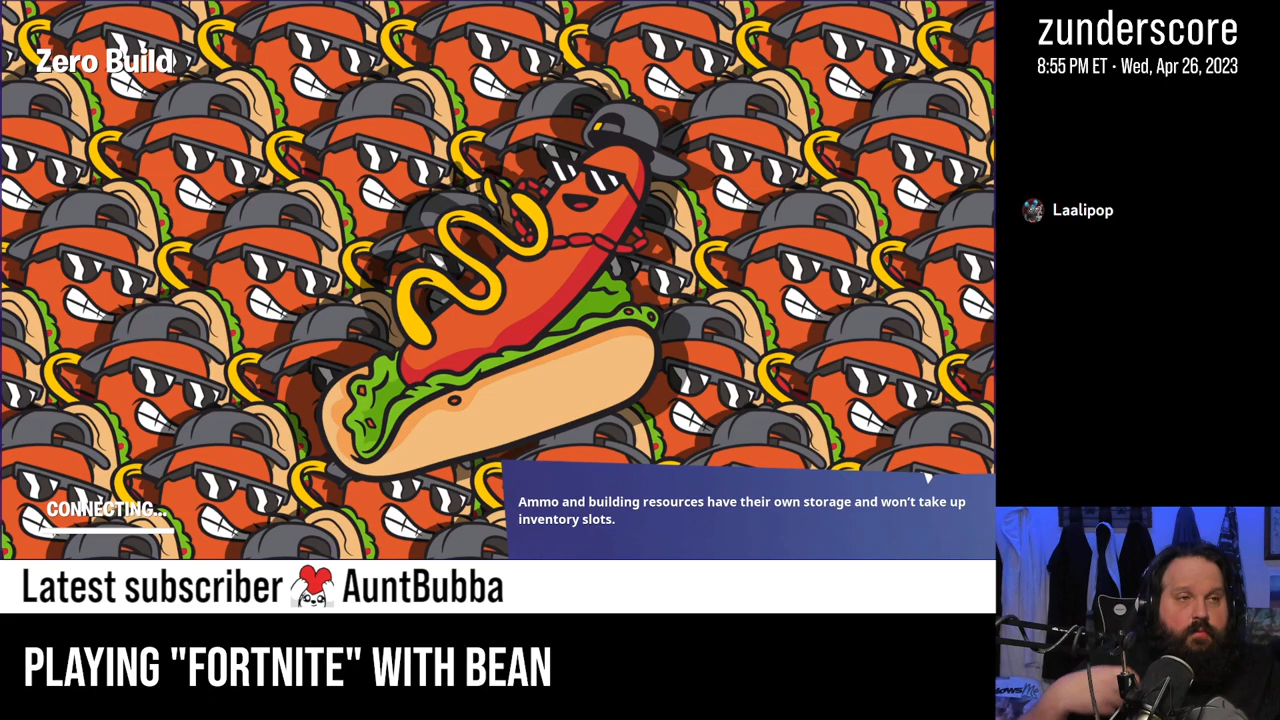 Zero Build
zunderscore
8:55 PM ET · Wed, Apr 26, 2023
Laalipop
CONNECTING...
Ammo and building resources have their own storage and won't take up
inventory slots.
Latest subscriber AuntBubba
PLAYING "FORTNITE" WITH BEAN